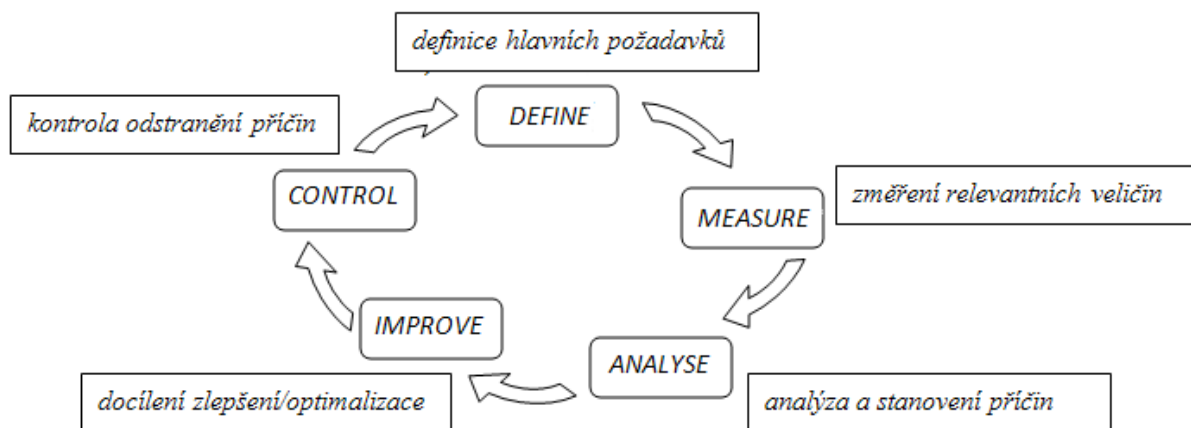 definice hlavních požadavků
DEFINE
kontrola odstranění příčin
CONTROL
MEASURE
změření relevantních veličin
IMPROVE
ANALYSE
docílení zlepšení/optimalizace
analýza a stanovení příčin